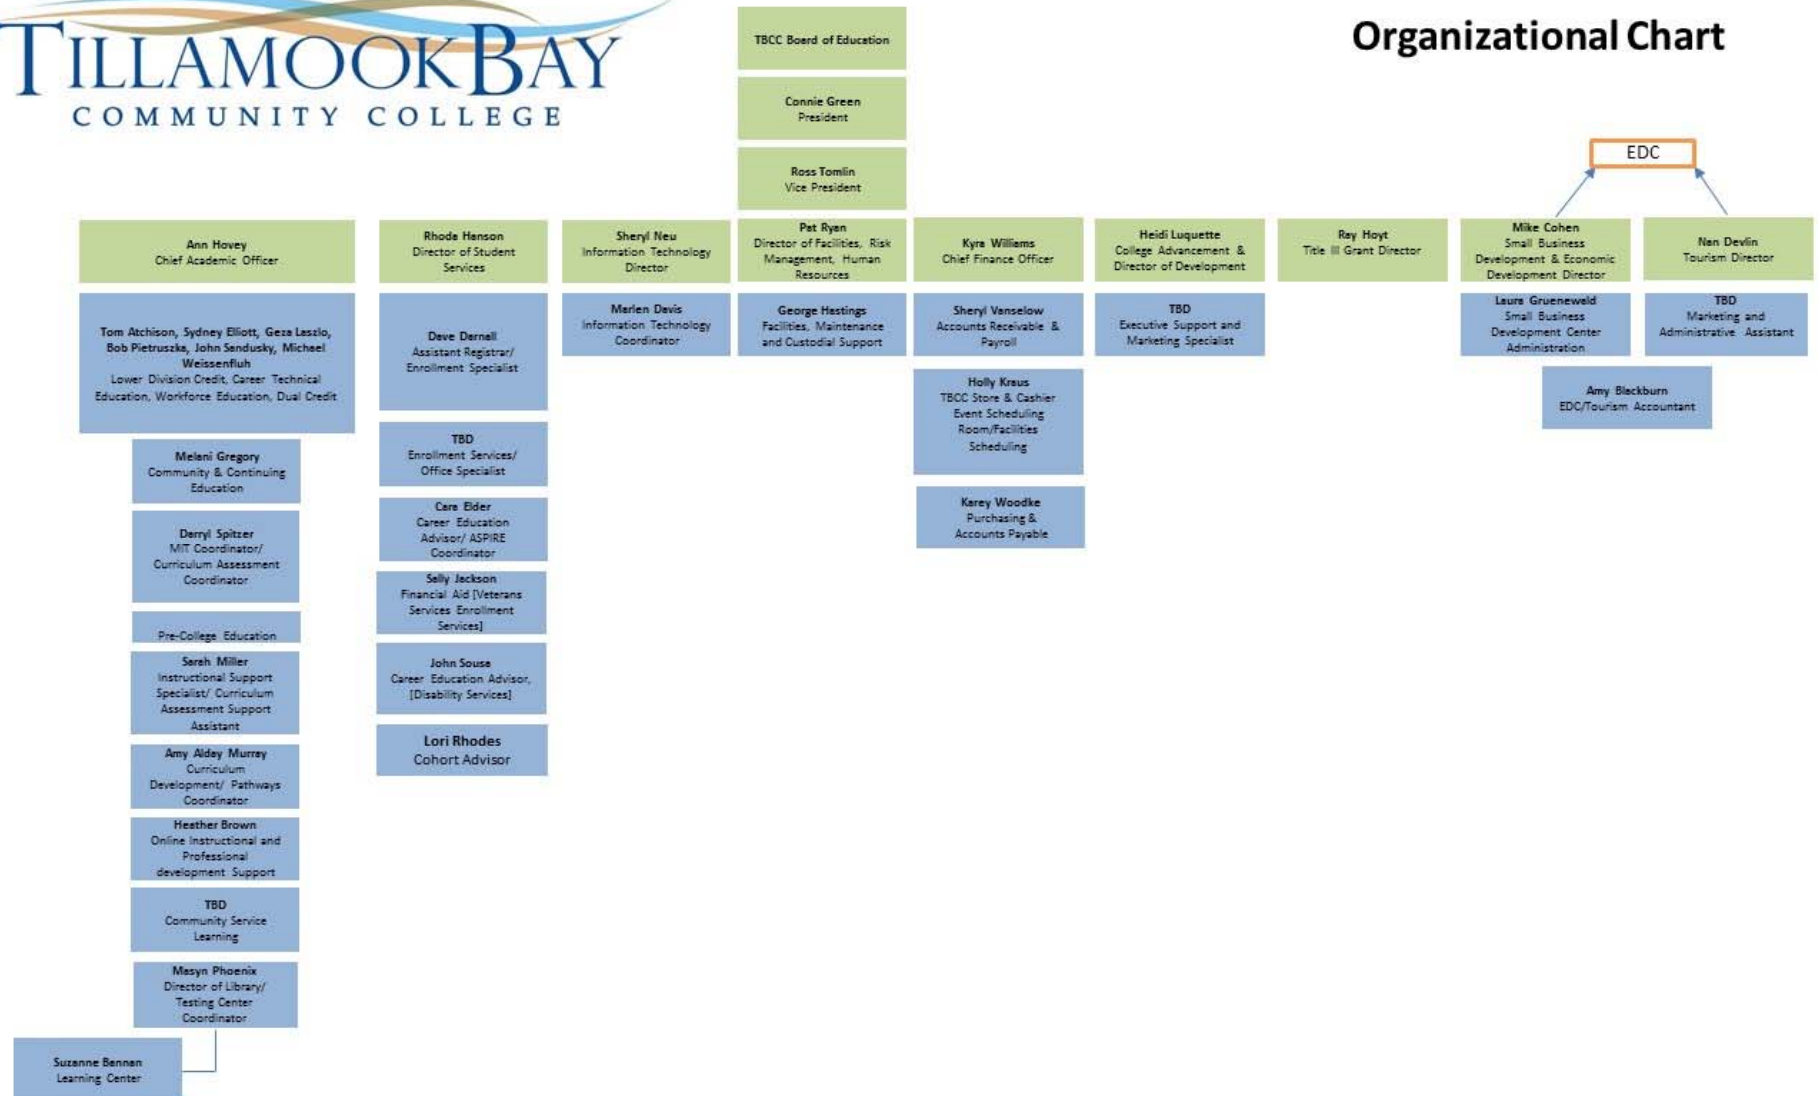 TILLAMOOK BAY
COMMUNITY COLLEGE
Organizational Chart
TBCC Board of Education
Connie Green
President
Ross Tomlin
Vice President
EDC
Ann Hovey
Chief Academic Officer
Rhoda Hanson
Director of Student
Services
Sheryl Neu
Information Technology
Director
Pat Ryan
Director of Facilities, Risk
Management, Human
Resources
Kyra Williams
Chief Finance Officer
Heidi Luquette
College Advancement &
Director of Development
Ray Hoyt
Title III Grant Director
Mike Cohen
Small Business
Development & Economic
Development Director
Nan Devlin
Tourism Director
Tom Atchison, Sydney Elliott, Geza Laszlo,
Bob Pietruszka, John Sandusky, Michael
Weissenfluh
Lower Division Credit, Career Technical
Education, Workforce Education, Dual Credit
Melani Gregory
Community & Continuing
Education
Darryl Spitzer
MIT Coordinator/
Curriculum Assessment
Coordinator
Pre-College Education
Sarah Miller
Instructional Support
Specialist/ Curriculum
Assessment Support
Assistant
Amy Alday Murray
Curriculum
Development/ Pathways
Coordinator
Heather Brown
Online Instructional and
Professional
development Support
TBD
Community Service
Learning
Masyn Phoenix
Director of Library/
Testing Center
Coordinator
Suzanne Bannan
Learning Center
Dave Darnall
Assistant Registrar/
Enrollment Specialist
TBD
Enrollment Services/
Office Specialist
Cara Elder
Career Education
Advisor/ ASPIRE
Coordinator
Sally Jackson
Financial Aid [Veterans
Services Enrollment
Services]
John Sousa
Career Education Advisor,
[Disability Services]
Lori Rhodes
Cohort Advisor
Marlen Davis
Information Technology
Coordinator
George Hastings
Facilities, Maintenance
and Custodial Support
Sheryl Vanselow
Accounts Receivable &
Payroll
Holly Kraus
TBCC Store & Cashier
Event Scheduling
Room/Facilities
Scheduling
Karey Woodke
Purchasing &
Accounts Payable
TBD
Executive Support and
Marketing Specialist
Laura Gruenewald
Small Business
Development Center
Administration
TBD
Marketing and
Administrative Assistant
Amy Blackburn
EDC/Tourism Accountant